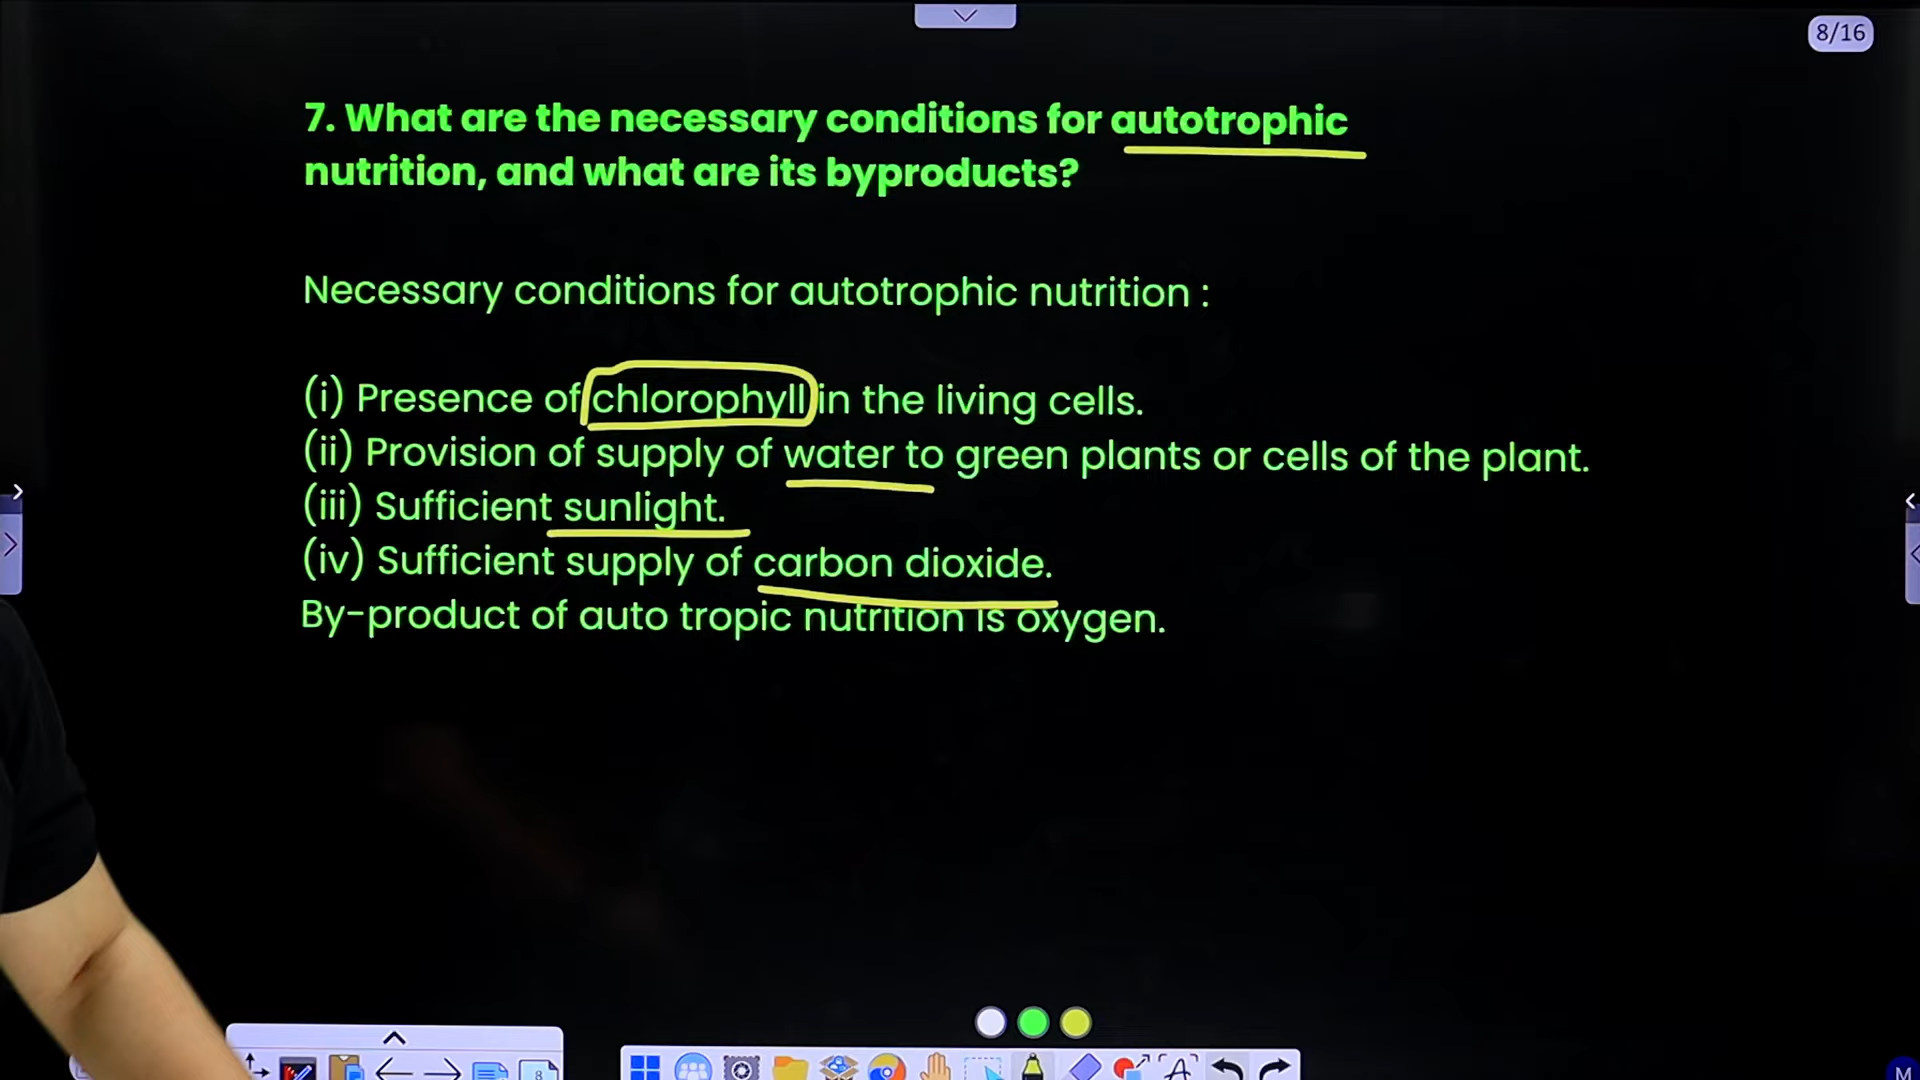 8/16
7. What are the necessary conditions for autotrophic
nutrition, and what are its byproducts?
Necessary conditions for autotrophic nutrition :
(i) Presence of chlorophyll in the living cells.
(ii) Provision of supply of water to green plants or cells of the plant.
(iii) Sufficient sunlight.
(iv) Sufficient supply of carbon dioxide.
By-product of auto tropic nutrition is oxygen.
8
A
M